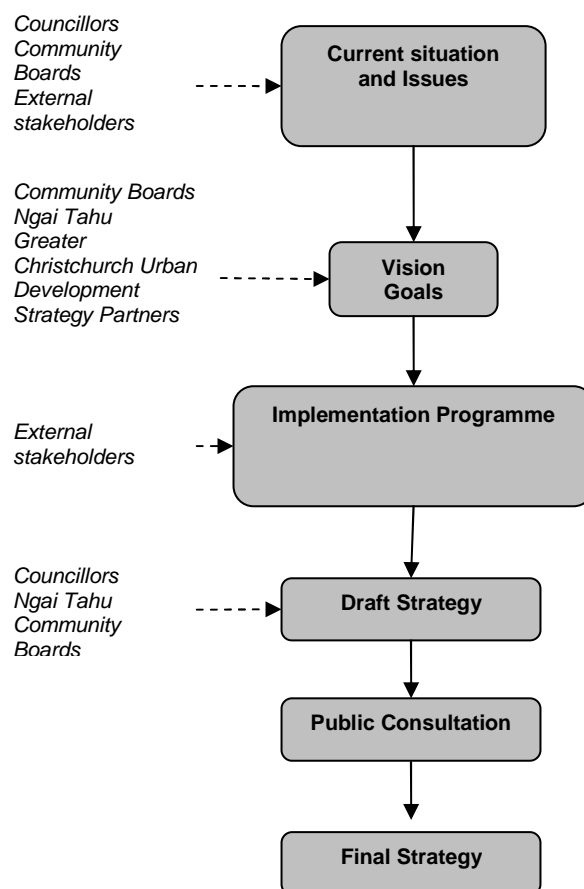 Councillors
Community
Boards
External
stakeholders
Current situation
and Issues
Community Boards
Ngai Tahu
Greater
Christchurch Urban
Development
Strategy Partners
Vision
Goals
Implementation Programme
External
stakeholders
Councillors
Ngai Tahu
Community
Boards
Draft Strategy
Public Consultation
Final Strategy